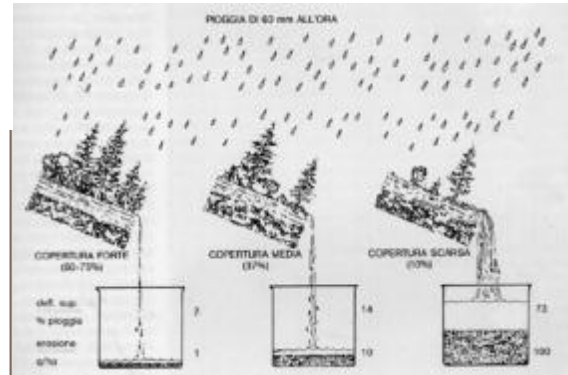 PIOGGIA DI 63 mm ALL'ORA
COPERTURA FORTE
(60-75%)
COPERTURA MEDIA
(37%)
COPERTURA SCARSA
(10%)
defl. sup.
% pioggia
erosione
q/ha
14
73
1
10
100